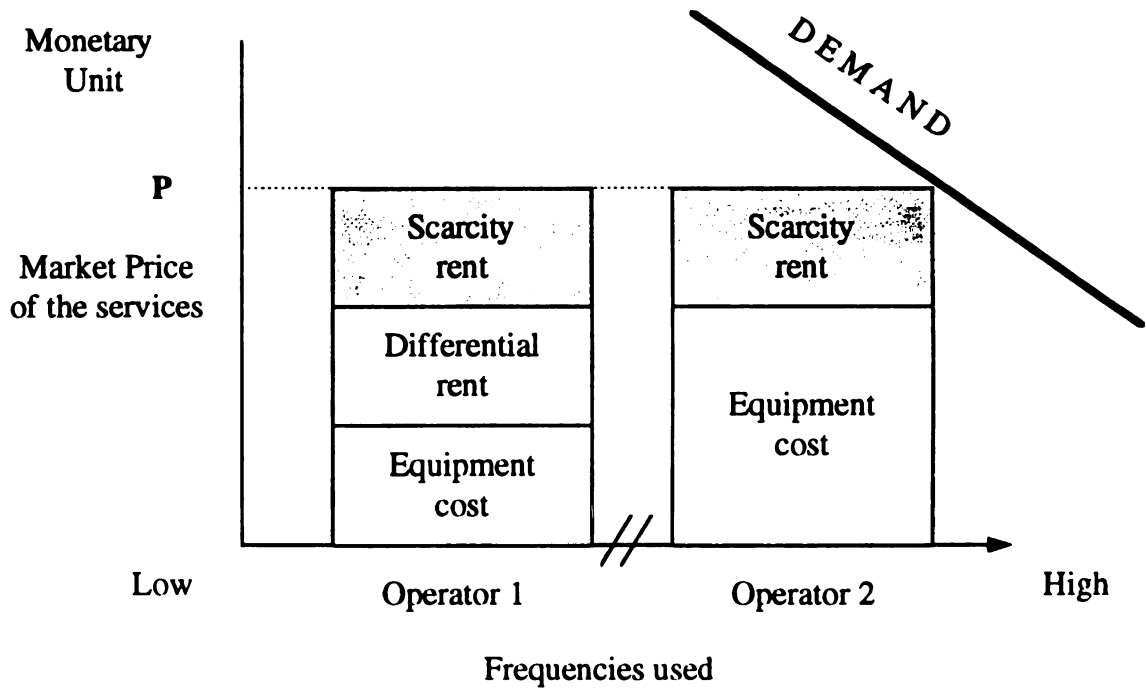 Monetary
Unit
DEMAND
P
Market Price
of the services
Scarcity
rent
Differential
rent
Equipment
cost
Scarcity
rent
Equipment
cost
Low
Operator 1
Operator 2
High
Frequencies used